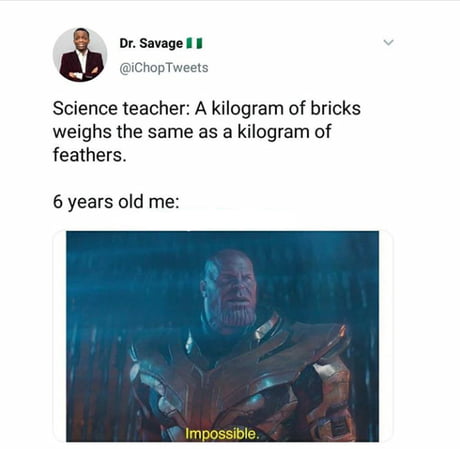 Dr. Savage 🇳🇬
@iChopTweets
Science teacher: A kilogram of bricks
weighs the same as a kilogram of
feathers.
6 years old me:
Impossible.